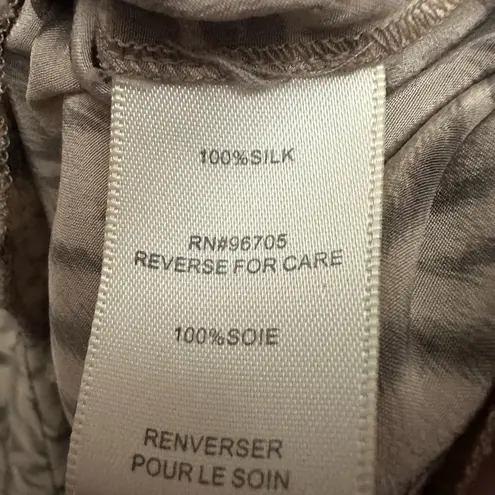 100%SILK
RN#96705
REVERSE FOR CARE
100%SOIE
RENVERSER
POUR LE SOIN